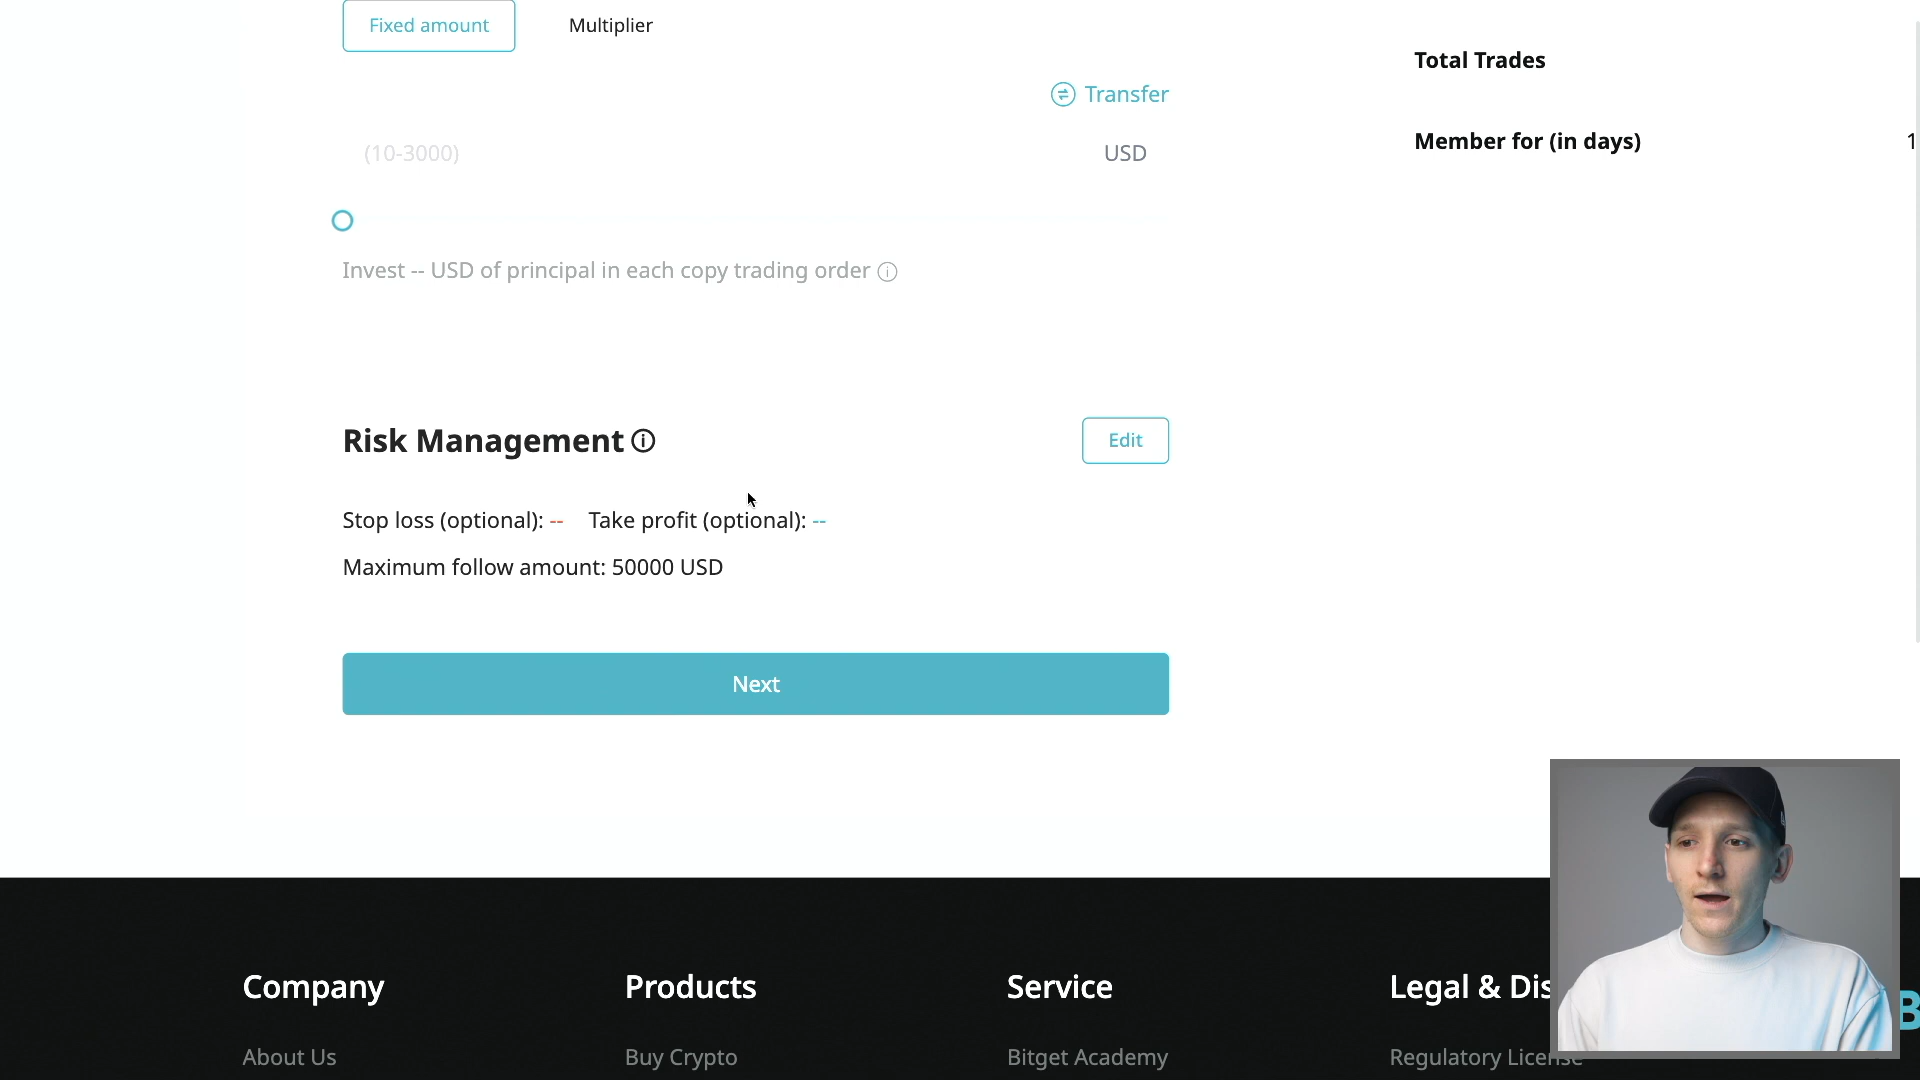 Fixed amount
Multiplier
Transfer
(10-3000)
USD
Invest -- USD of principal in each copy trading order
Risk Management
Edit
Stop loss (optional): --
Take profit (optional): --
Maximum follow amount: 50000 USD
Next
Total Trades
Member for (in days)
1
Company
Products
Service
Legal & Dis
B
About Us
Buy Crypto
Bitget Academy
Regulatory License